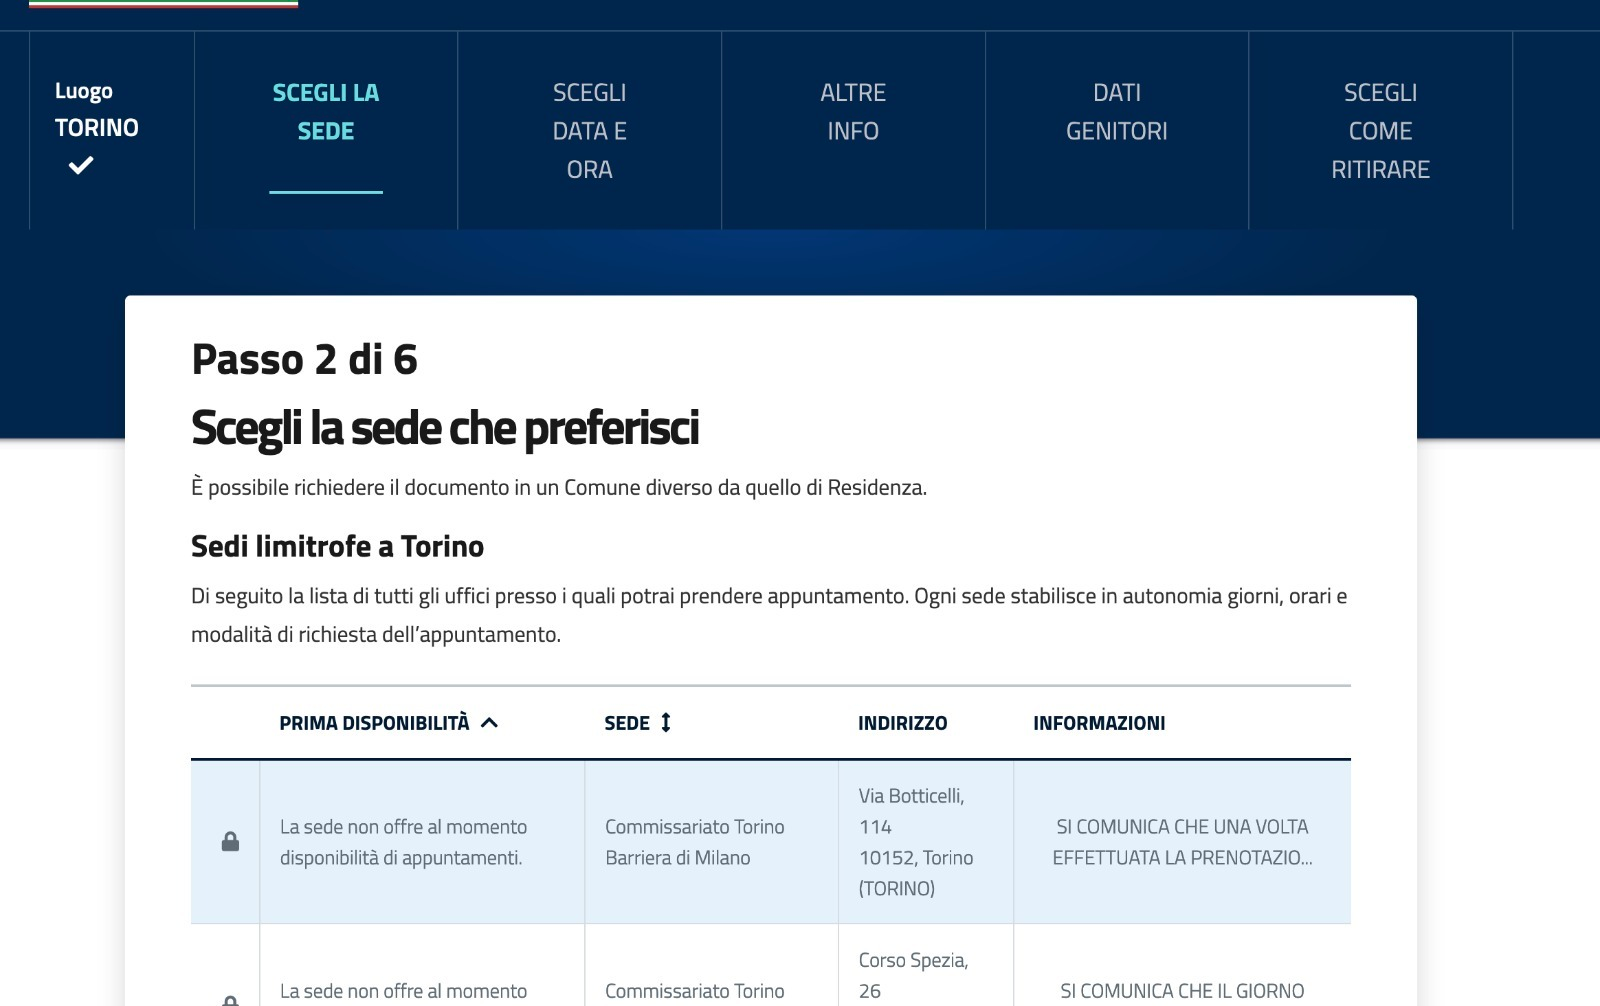 Luogo
TORINO
SCEGLI LA
SEDE
SCEGLI
DATA E
ORA
ALTRE
INFO
DATI
GENITORI
SCEGLI
COME
RITIRARE
Passo 2 di 6
Scegli la sede che preferisci
È possibile richiedere il documento in un Comune diverso da quello di Residenza.
Sedi limitrofe a Torino
Di seguito la lista di tutti gli uffici presso i quali potrai prendere appuntamento. Ogni sede stabilisce in autonomia giorni, orari e
modalità di richiesta dell’appuntamento.
PRIMA DISPONIBILITÀ
SEDE
INDIRIZZO
INFORMAZIONI
La sede non offre al momento
disponibilità di appuntamenti.
Commissariato Torino
Barriera di Milano
Via Botticelli,
114
10152, Torino
(TORINO)
SI COMUNICA CHE UNA VOLTA
EFFETTUATA LA PRENOTAZIO...
La sede non offre al momento
Commissariato Torino
Corso Spezia,
26
SI COMUNICA CHE IL GIORNO